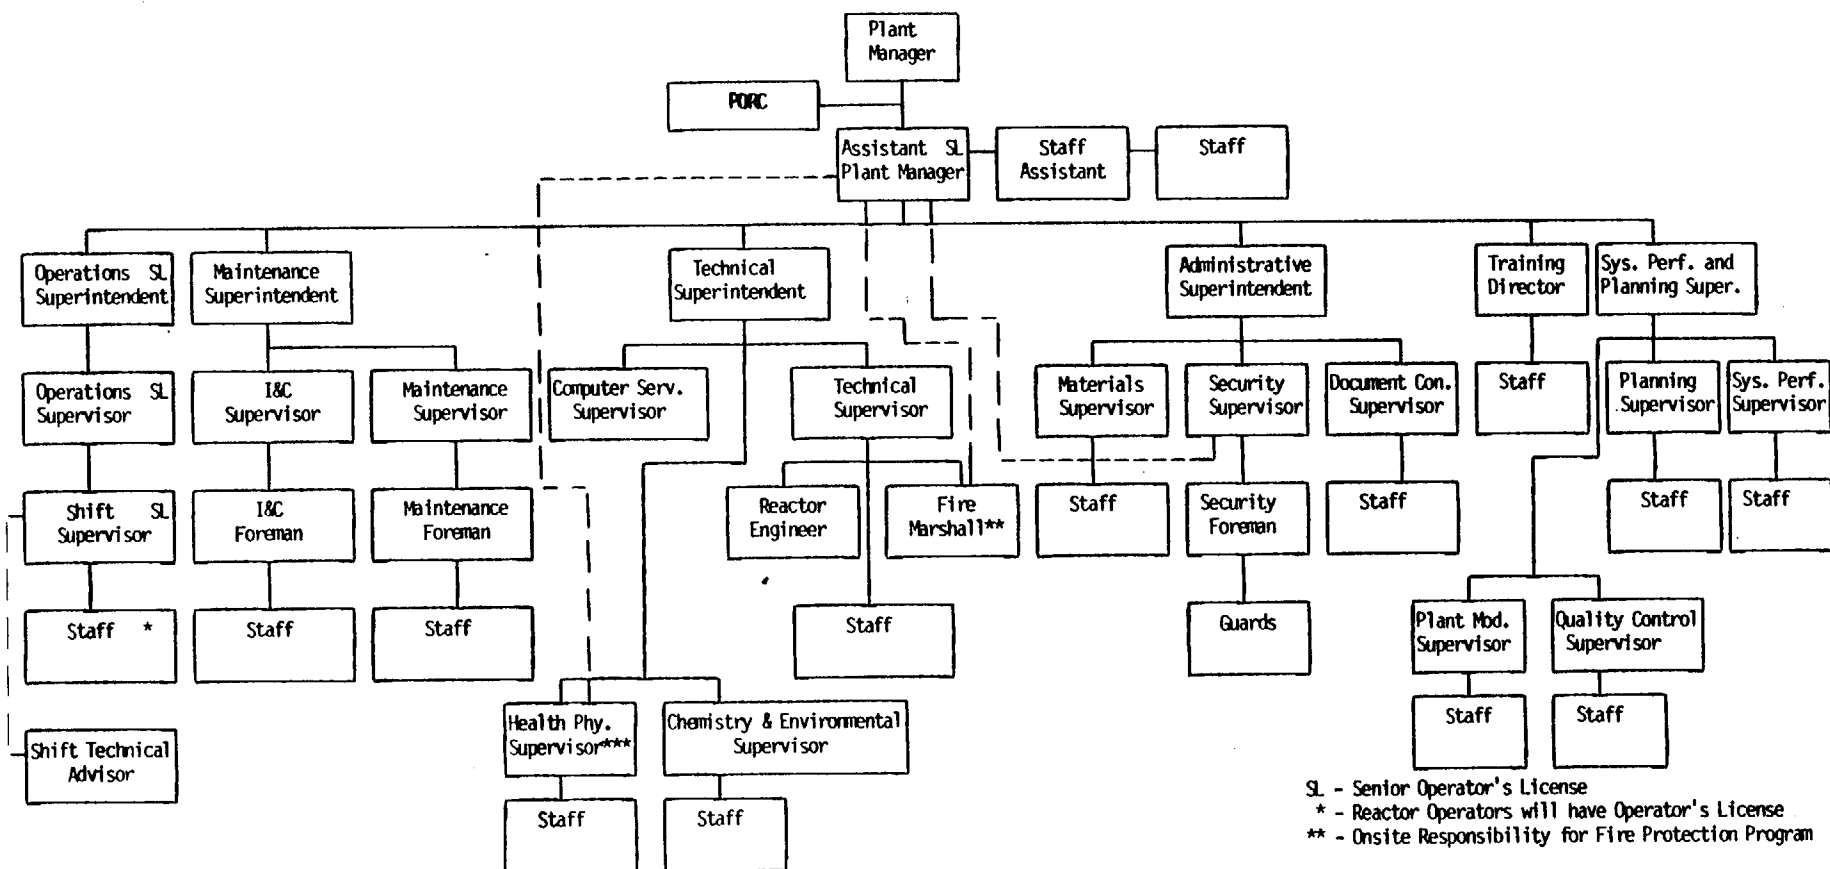 Plant
Manager
PORC
Assistant SL
Plant Manager
Staff
Assistant
Staff
Operations SL
Superintendent
Maintenance
Superintendent
Technical
Superintendent
Administrative
Superintendent
Training
Director
Sys. Perf. and
Planning Super.
Operations SL
Supervisor
I&C
Supervisor
Maintenance
Supervisor
Computer Serv.
Supervisor
Technical
Supervisor
Materials
Supervisor
Security
Supervisor
Document Con.
Supervisor
Staff
Planning
Supervisor
Sys. Perf.
Supervisor
Shift SL
Supervisor
I&C
Foreman
Maintenance
Foreman
Reactor
Engineer
Fire
Marshall**
Staff
Security
Foreman
Staff
Staff
Staff
Staff *
Staff
Staff
Staff
Guards
Plant Mod.
Supervisor
Quality Control
Supervisor
Shift Technical
Advisor
Health Phy.
Supervisor***
Chemistry & Environmental
Supervisor
Staff
Staff
Staff
Staff
SL - Senior Operator's License
* - Reactor Operators will have Operator's License
** - Onsite Responsibility for Fire Protection Program